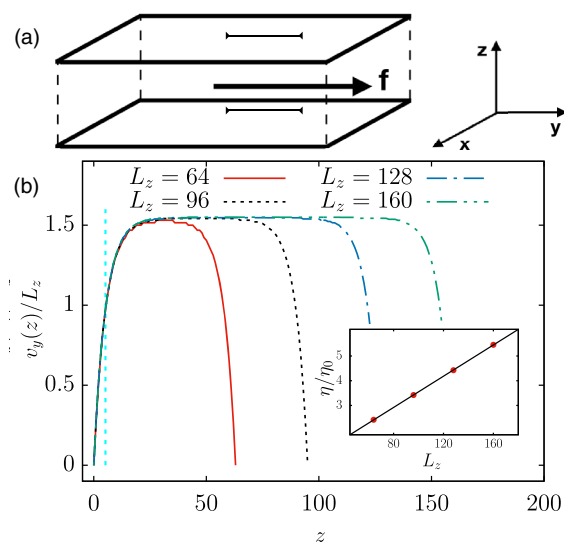 (a)
f
z
y
x
(b)
L_z = 64
L_z = 128
L_z = 96
L_z = 160
v_y(z)/L_z
1.5
1
0.5
0
0
50
100
150
200
z
η/η_0
5
4
3
80
120
160
L_z